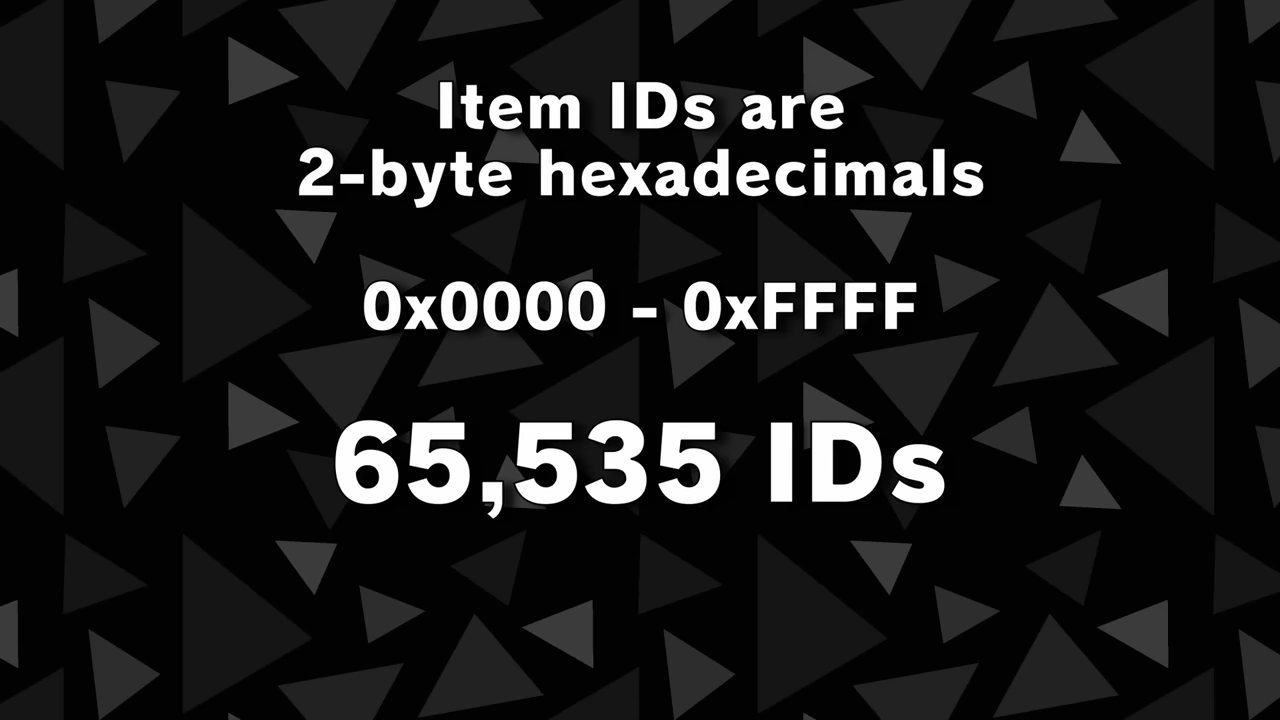 Item IDs are
2-byte hexadecimals
0x0000 - 0xFFFF
65,535 IDs